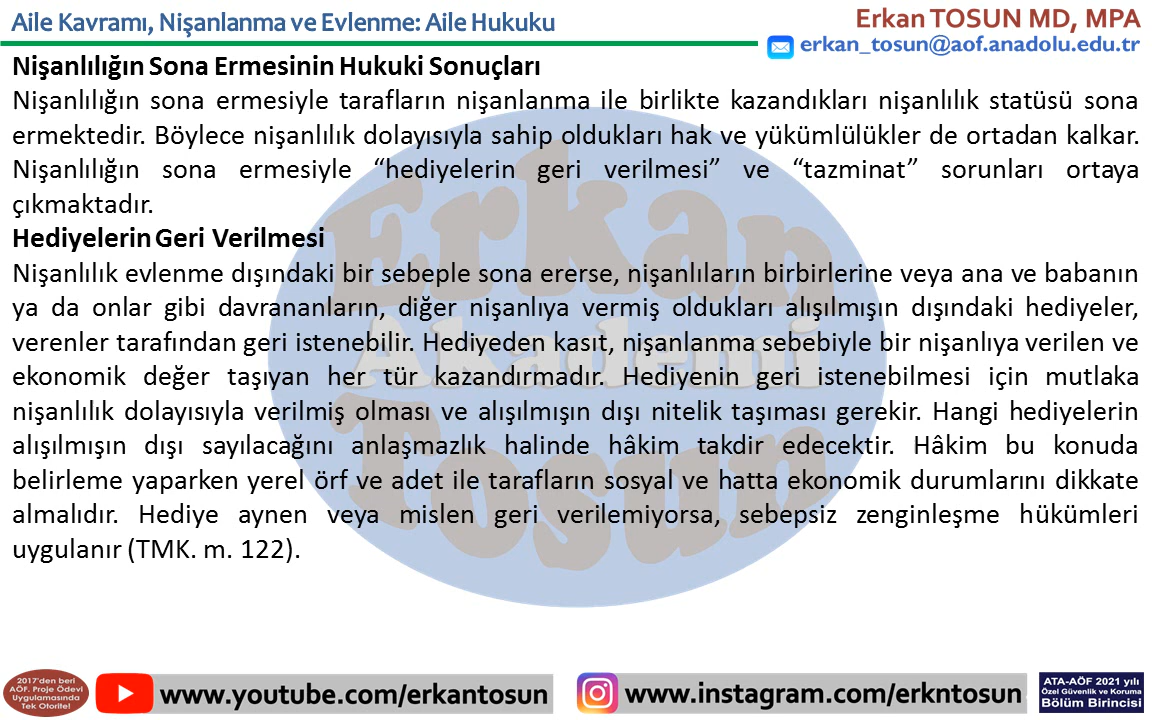 Aile Kavramı, Nişanlanma ve Evlenme: Aile Hukuku
Erkan TOSUN MD, MPA
erkan_tosun@aof.anadolu.edu.tr
Nişanlılığın Sona Ermesinin Hukuki Sonuçları
Nişanlılığın sona ermesiyle tarafların nişanlanma ile birlikte kazandıkları nişanlılık statüsü sona
ermektedir. Böylece nişanlılık dolayısıyla sahip oldukları hak ve yükümlülükler de ortadan kalkar.
Nişanlılığın sona ermesiyle “hediyelerin geri verilmesi” ve “tazminat” sorunları ortaya
çıkmaktadır.
Hediyelerin Geri Verilmesi
Nişanlılık evlenme dışındaki bir sebeple sona ererse, nişanlıların birbirlerine veya ana ve babanın
ya da onlar gibi davrananların, diğer nişanlıya vermiş oldukları alışılmışın dışındaki hediyeler,
verenler tarafından geri istenebilir. Hediyeden kasıt, nişanlanma sebebiyle bir nişanlıya verilen ve
ekonomik değer taşıyan her tür kazandırmadır. Hediyenin geri istenebilmesi için mutlaka
nişanlılık dolayısıyla verilmiş olması ve alışılmışın dışı nitelik taşıması gerekir. Hangi hediyelerin
alışılmışın dışı sayılacağını anlaşmazlık halinde hâkim takdir edecektir. Hâkim bu konuda
belirleme yaparken yerel örf ve adet ile tarafların sosyal ve hatta ekonomik durumlarını dikkate
almalıdır. Hediye aynen veya mislen geri verilemiyorsa, sebepsiz zenginleşme hükümleri
uygulanır (TMK. m. 122).
Erkan
Akademi
Tosun
2017'den beri
AÖF. Proje Ödevi
Uygulamasında
Tek Otorite!
www.youtube.com/erkantosun
www.instagram.com/erkntosun
ATA-AÖF 2021 yılı
Özel Güvenlik ve Koruma
Bölüm Birincisi